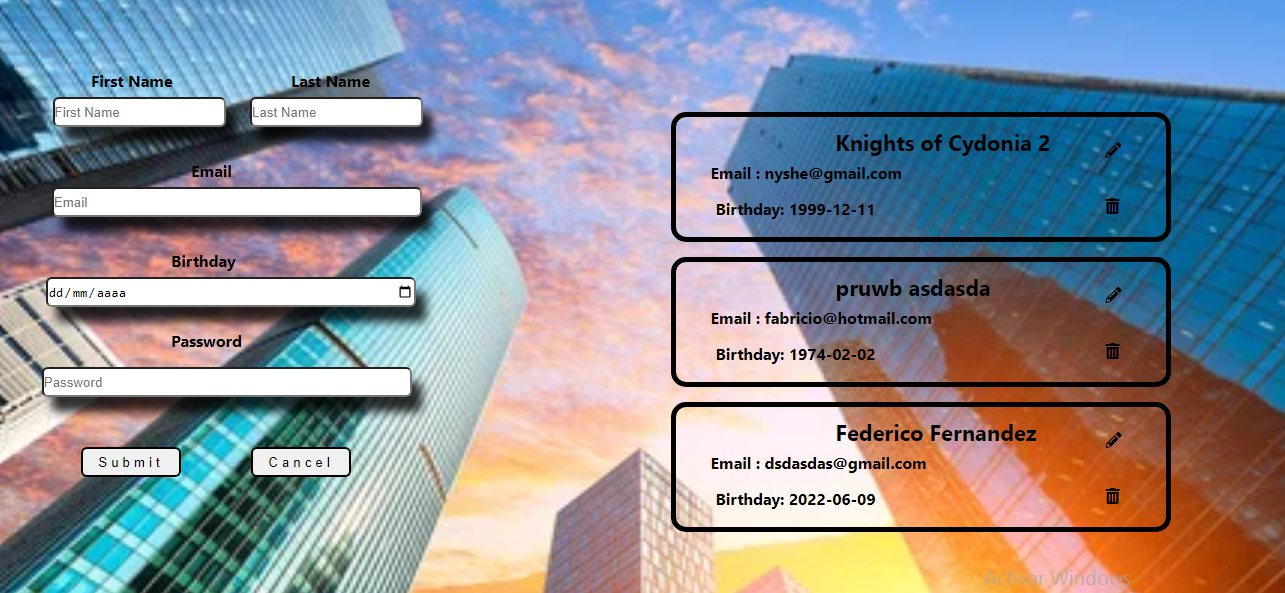 First Name Last Name
First Name Last Name
Email
Email
Birthday
dd/mm/aaaa
Password
Password
Submit Cancel
Knights of Cydonia 2
Email : nyshe@gmail.com
Birthday: 1999-12-11
pruwb asdasda
Email : fabricio@hotmail.com
Birthday: 1974-02-02
Federico Fernandez
Email : dsdasdas@gmail.com
Birthday: 2022-06-09
Activar Windows